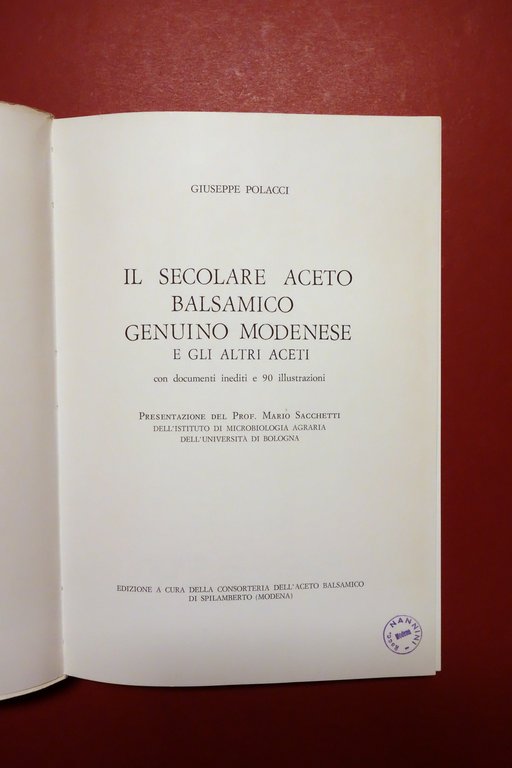 GIUSEPPE POLACCI
IL SECOLARE ACETO
BALSAMICO
GENUINO MODENESE
E GLI ALTRI ACETI
con documenti inediti e 90 illustrazioni
PRESENTAZIONE DEL PROF. MARIO SACCHETTI
DELL'ISTITUTO DI MICROBIOLOGIA AGRARIA
DELL'UNIVERSITÀ DI BOLOGNA
EDIZIONE A CURA DELLA CONSORTERIA DELL'ACETO BALSAMICO
DI SPILAMBERTO (MODENA)
NANNINI
Modena